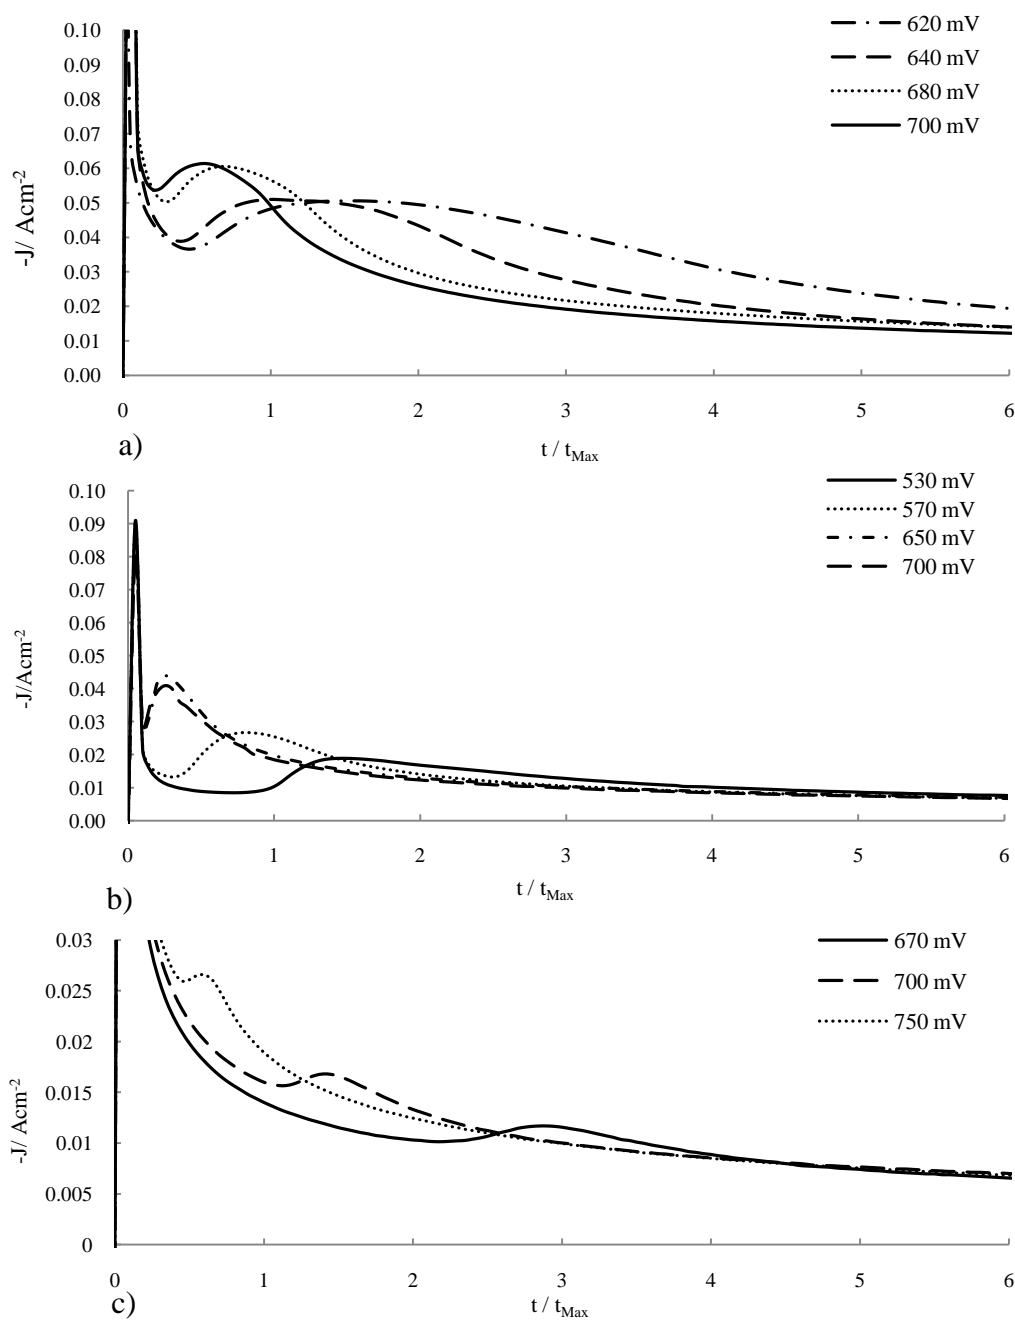 0.10
0.09
0.08
0.07
0.06
0.05
0.04
0.03
0.02
0.01
0.00
-J/ Acm-2
620 mV
640 mV
680 mV
700 mV
0 1 2 3 4 5 6
a)
t / tMax
0.10
0.09
0.08
0.07
0.06
0.05
0.04
0.03
0.02
0.01
0.00
-J/Acm-2
530 mV
570 mV
650 mV
700 mV
0 1 2 3 4 5 6
t / tMax
b)
0.03
0.025
0.02
0.015
0.01
0.005
0
-J/ Acm-2
670 mV
700 mV
750 mV
0 1 2 3 4 5 6
c)
t / tMax